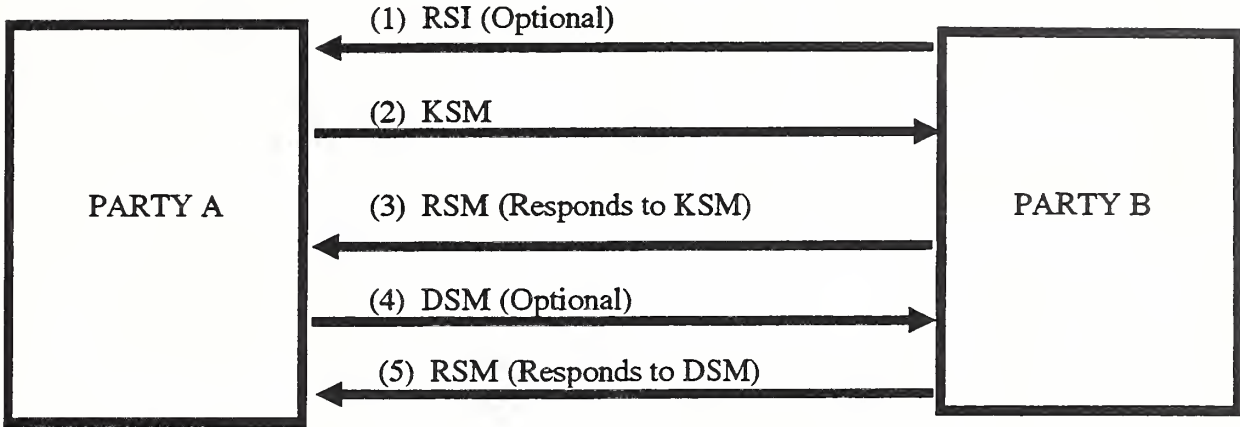 (1) RSI (Optional)
(2) KSM
PARTY A
(3) RSM (Responds to KSM)
PARTY B
(4) DSM (Optional)
(5) RSM (Responds to DSM)